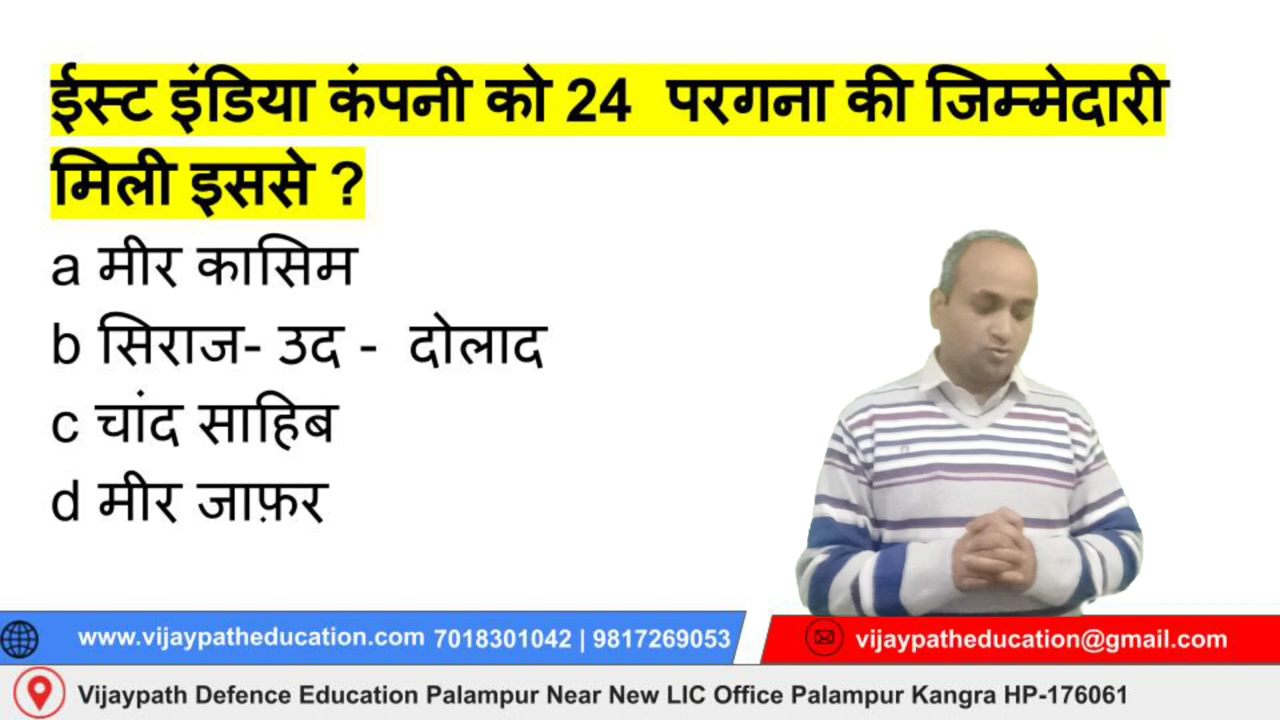 ईस्ट इंडिया कंपनी को 24 परगना की जिम्मेदारी
मिली इससे ?
a मीर कासिम
b सिराज- उद - दोलाद
c चांद साहिब
d मीर जाफ़र
www.vijaypatheducation.com 7018301042 | 9817269053
vijaypatheducation@gmail.com
Vijaypath Defence Education Palampur Near New LIC Office Palampur Kangra HP-176061